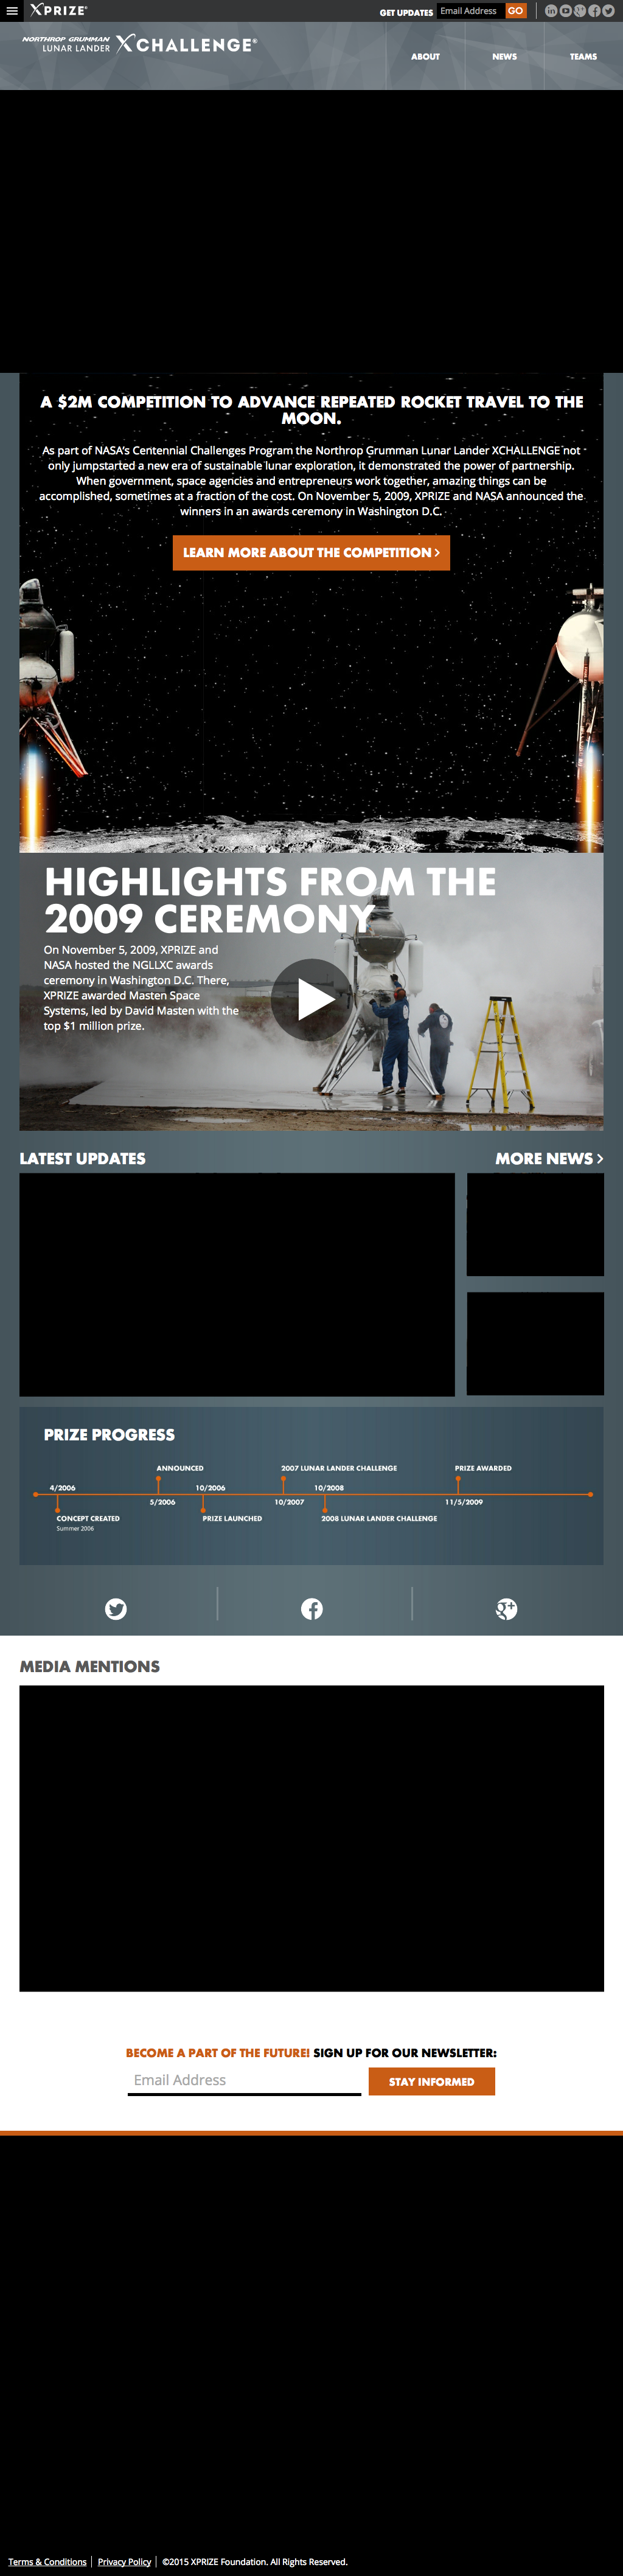 XPRIZE®
GET UPDATES Email Address GO
NORTHROP GRUMMAN
LUNAR LANDER XCHALLENGE®
ABOUT NEWS TEAMS
A $2M COMPETITION TO ADVANCE REPEATED ROCKET TRAVEL TO THE
MOON.
As part of NASA's Centennial Challenges Program the Northrop Grumman Lunar Lander XCHALLENGE not
only jumpstarted a new era of sustainable lunar exploration, it demonstrated the power of partnership.
When government, space agencies and entrepreneurs work together, amazing things can be
accomplished, sometimes at a fraction of the cost. On November 5, 2009, XPRIZE and NASA announced the
winners in an awards ceremony in Washington D.C.
LEARN MORE ABOUT THE COMPETITION >
HIGHLIGHTS FROM THE
2009 CEREMONY
On November 5, 2009, XPRIZE and
NASA hosted the NGLLXC awards
ceremony in Washington D.C. There,
XPRIZE awarded Masten Space
Systems, led by David Masten with the
top $1 million prize.
LATEST UPDATES MORE NEWS >
PRIZE PROGRESS
ANNOUNCED 2007 LUNAR LANDER CHALLENGE PRIZE AWARDED
4/2006 10/2006 10/2008
5/2006 10/2007 11/5/2009
CONCEPT CREATED PRIZE LAUNCHED 2008 LUNAR LANDER CHALLENGE
Summer 2006
MEDIA MENTIONS
BECOME A PART OF THE FUTURE! SIGN UP FOR OUR NEWSLETTER:
Email Address STAY INFORMED
Terms & Conditions Privacy Policy ©2015 XPRIZE Foundation. All Rights Reserved.